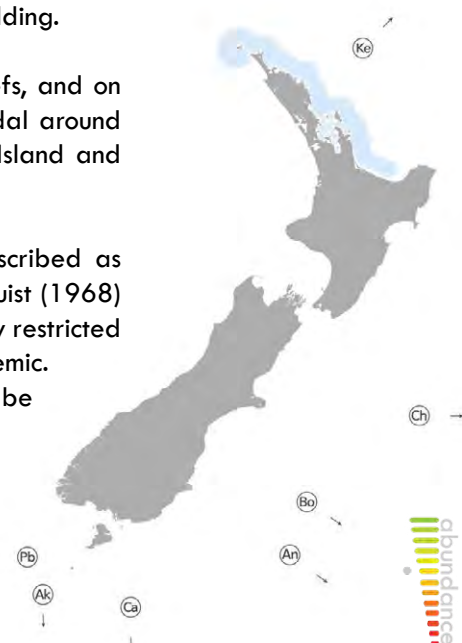 lding.
efs, and on
dal around
Island and
scribed as
uist (1968)
y restricted
emic.
be
Ke
Ch
Bo
An
Pb
Ak
Ca
abundance